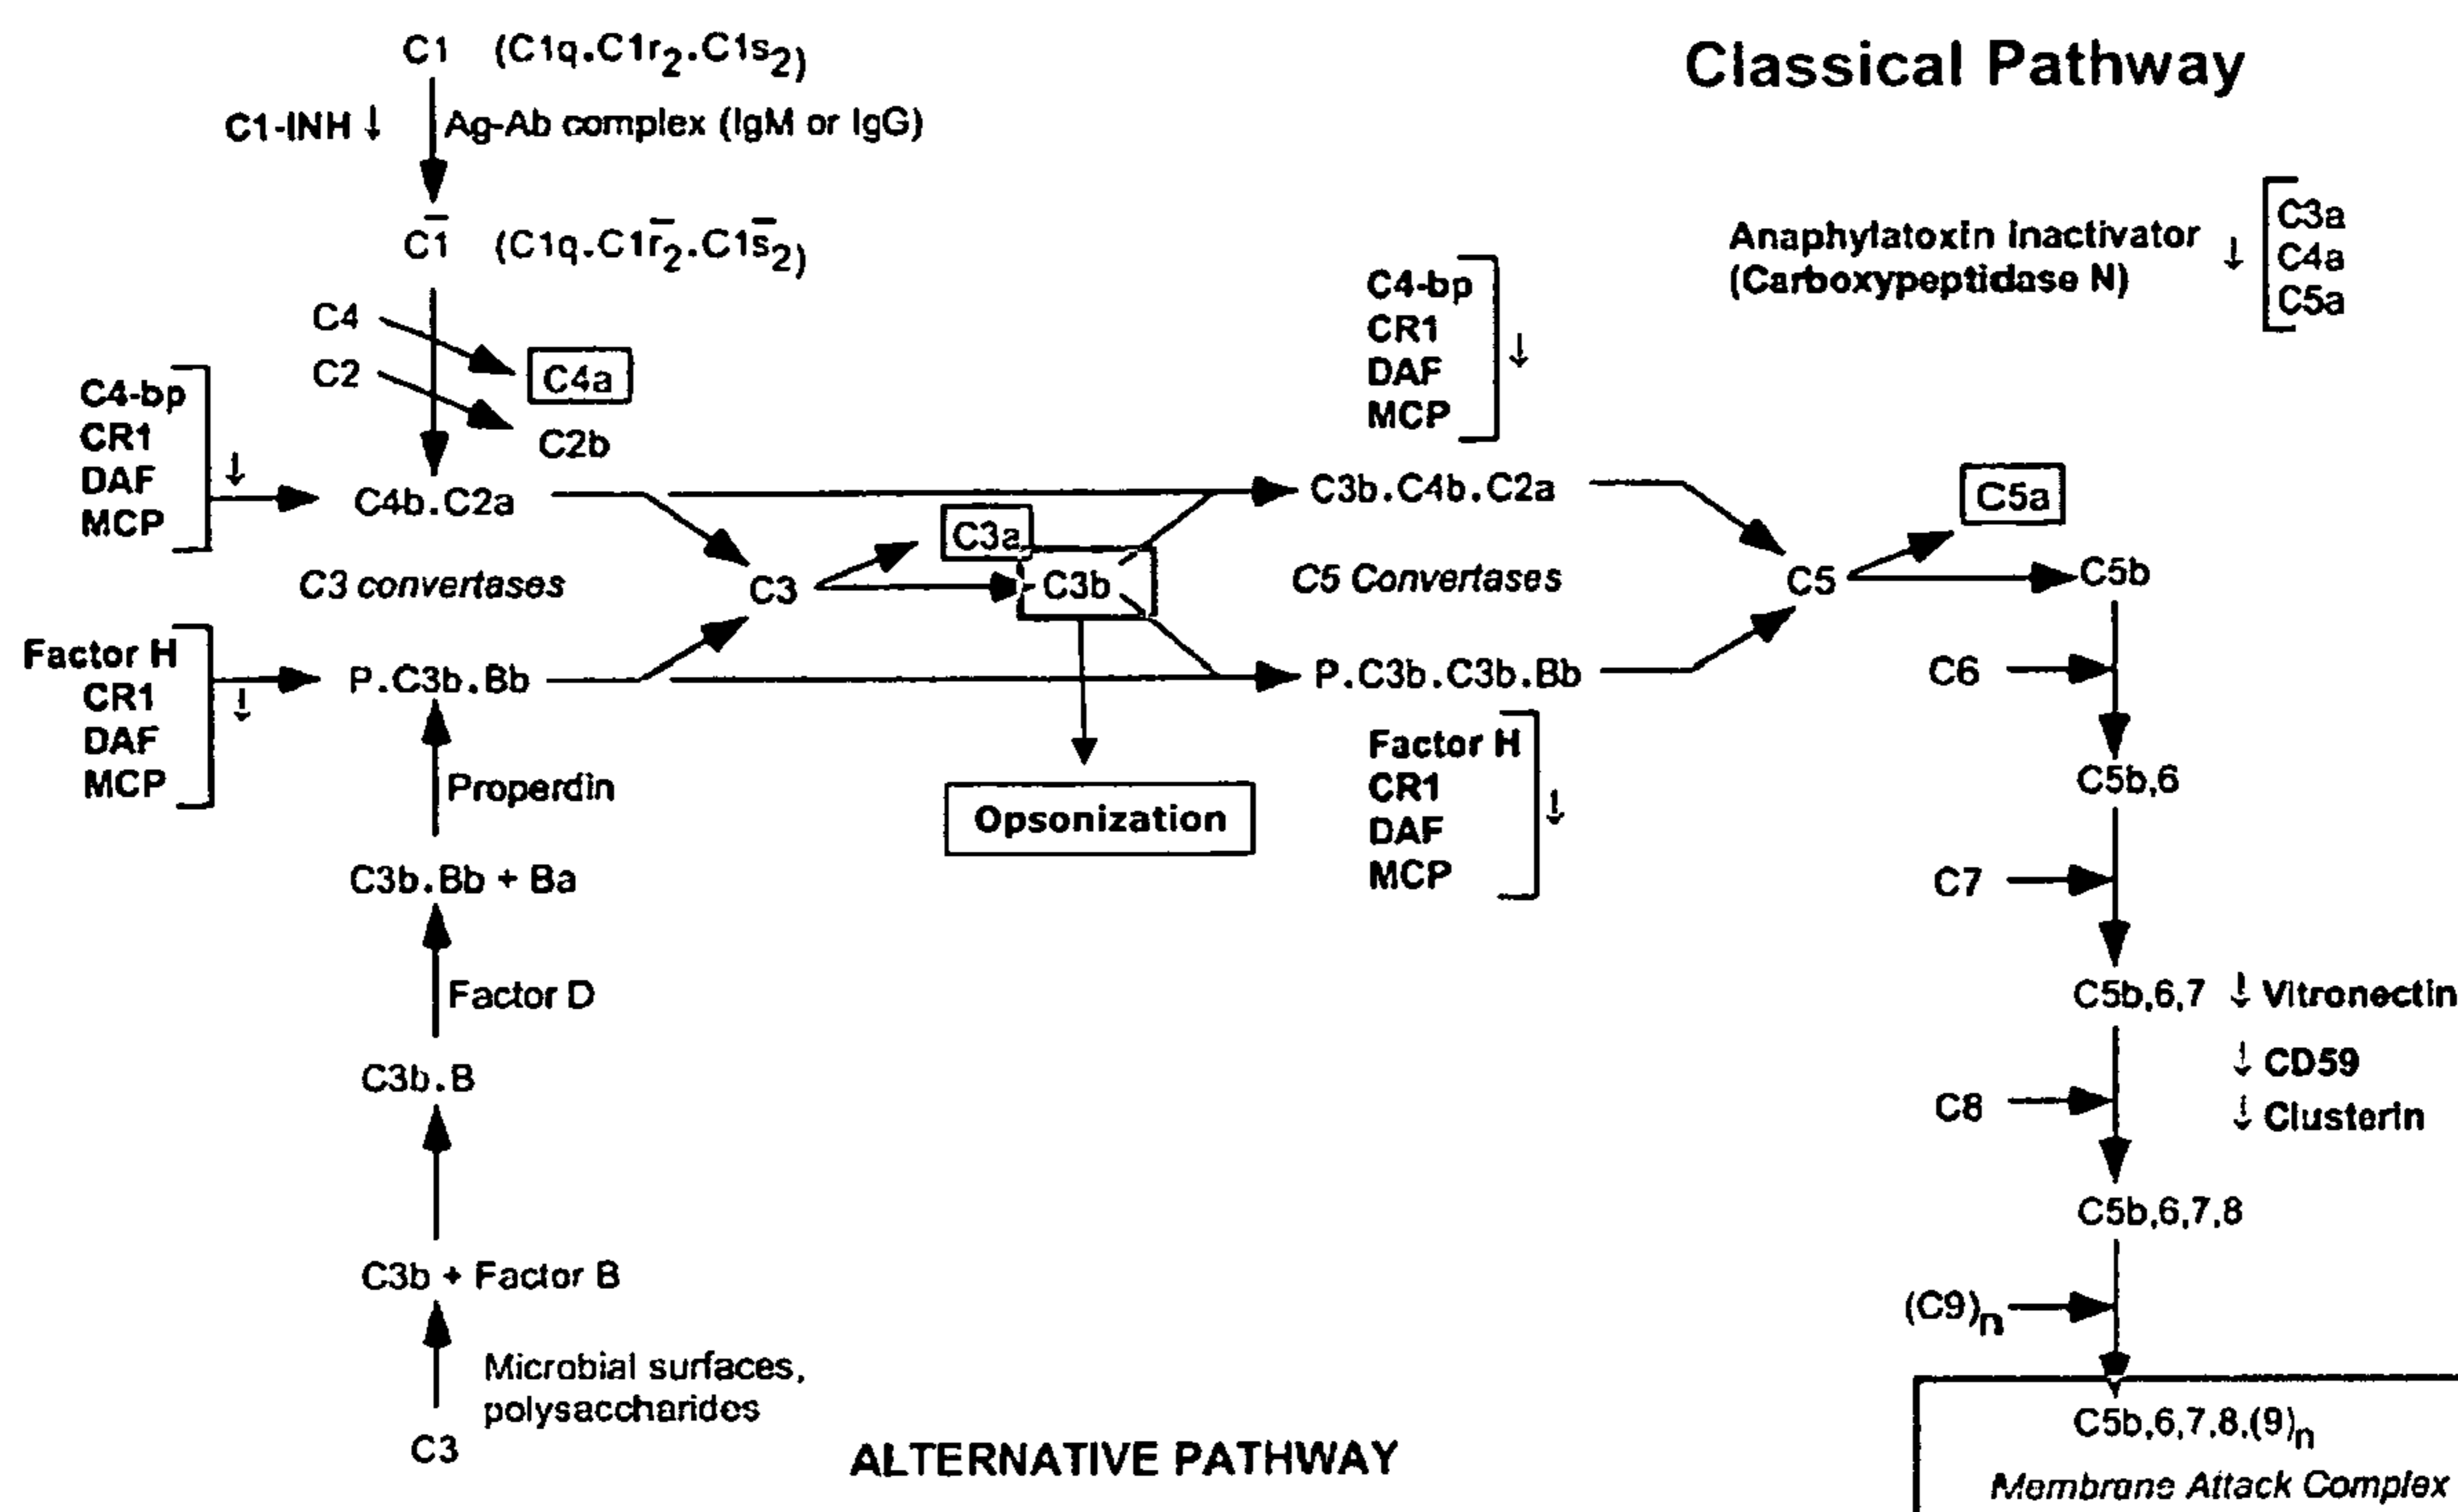 Classical Pathway
C1 (C1q.C1r2.C1s2)
C1-INH ↓
Ag-Ab complex (IgM or IgG)
C̅1̅ (C1q.C1r̅2.C1s̅2)
C4
C2
C4a
C2b
C4-bp
CR1
DAF
MCP
↓
C4b.C2a
C3 convertases
Factor H
CR1
DAF
MCP
↓
P.C3b.Bb
Properdin
C3b.Bb + Ba
Factor D
C3b.B
C3b + Factor B
Microbial surfaces,
polysaccharides
C3
C3
C3a
C3b
Opsonization
C4-bp
CR1
DAF
MCP
↓
C3b.C4b.C2a
C5 Convertases
P.C3b.C3b.Bb
Factor H
CR1
DAF
MCP
↓
Anaphylatoxin inactivator
(Carboxypeptidase N)
↓
C3a
C4a
C5a
C5
C5a
C5b
C6
C5b,6
C7
C5b,6,7 ↓ Vitronectin
↓ CD59
C8
↓ Clusterin
C5b,6,7,8
(C9)n
C5b,6,7,8,(9)n
Membrane Attack Complex
ALTERNATIVE PATHWAY